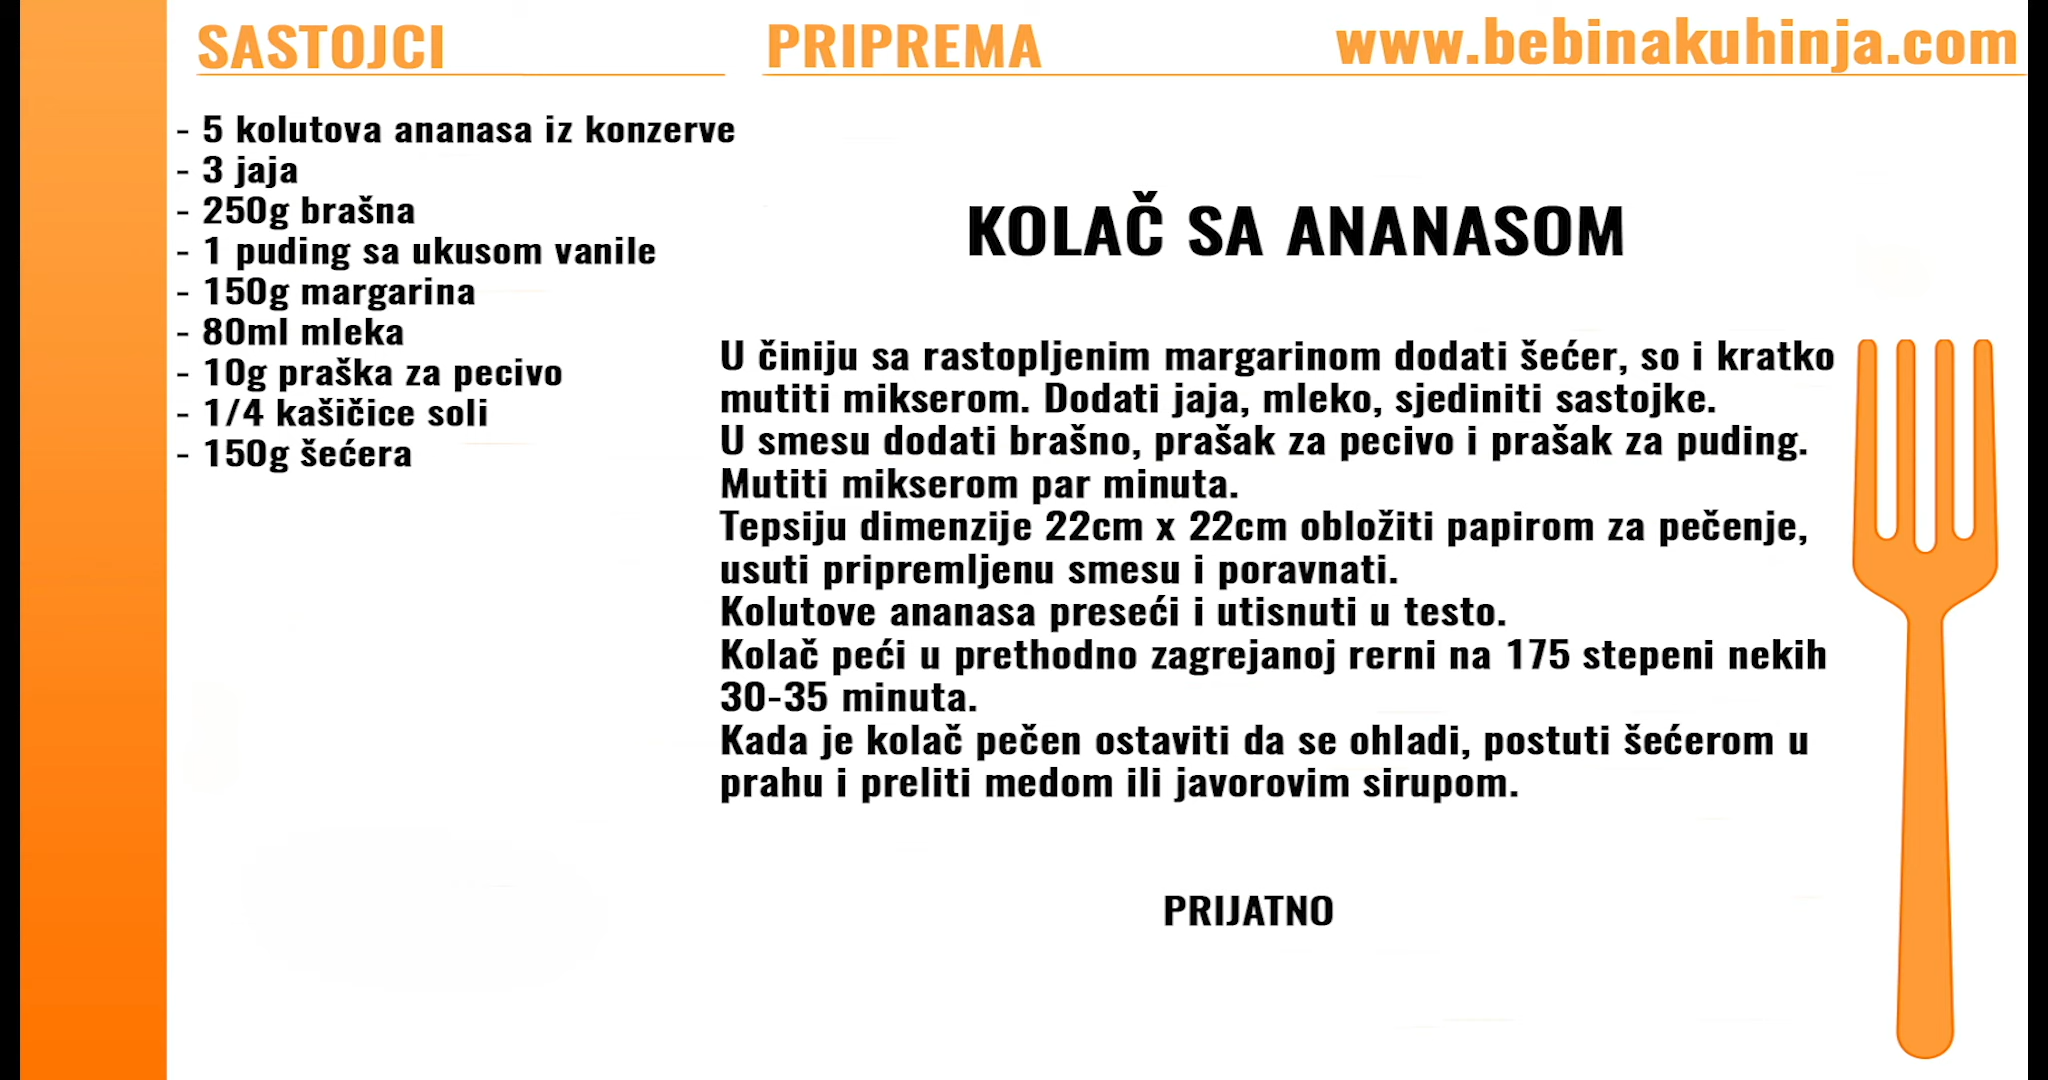 SASTOJCI
PRIPREMA
www.bebinakuhinja.com
- 5 kolutova ananasa iz konzerve
- 3 jaja
- 250g brašna
- 1 puding sa ukusom vanile
- 150g margarina
- 80ml mleka
- 10g praška za pecivo
- 1/4 kašičice soli
- 150g šećera
KOLAČ SA ANANASOM
U činiju sa rastopljenim margarinom dodati šećer, so i kratko
mutiti mikserom. Dodati jaja, mleko, sjediniti sastojke.
U smesu dodati brašno, prašak za pecivo i prašak za puding.
Mutiti mikserom par minuta.
Tepsiju dimenzije 22cm x 22cm obložiti papirom za pečenje,
usuti pripremljenu smesu i poravnati.
Kolutove ananasa preseći i utisnuti u testo.
Kolač peći u prethodno zagrejanoj rerni na 175 stepeni nekih
30-35 minuta.
Kada je kolač pečen ostaviti da se ohladi, postuti šećerom u
prahu i preliti medom ili javorovim sirupom.
PRIJATNO